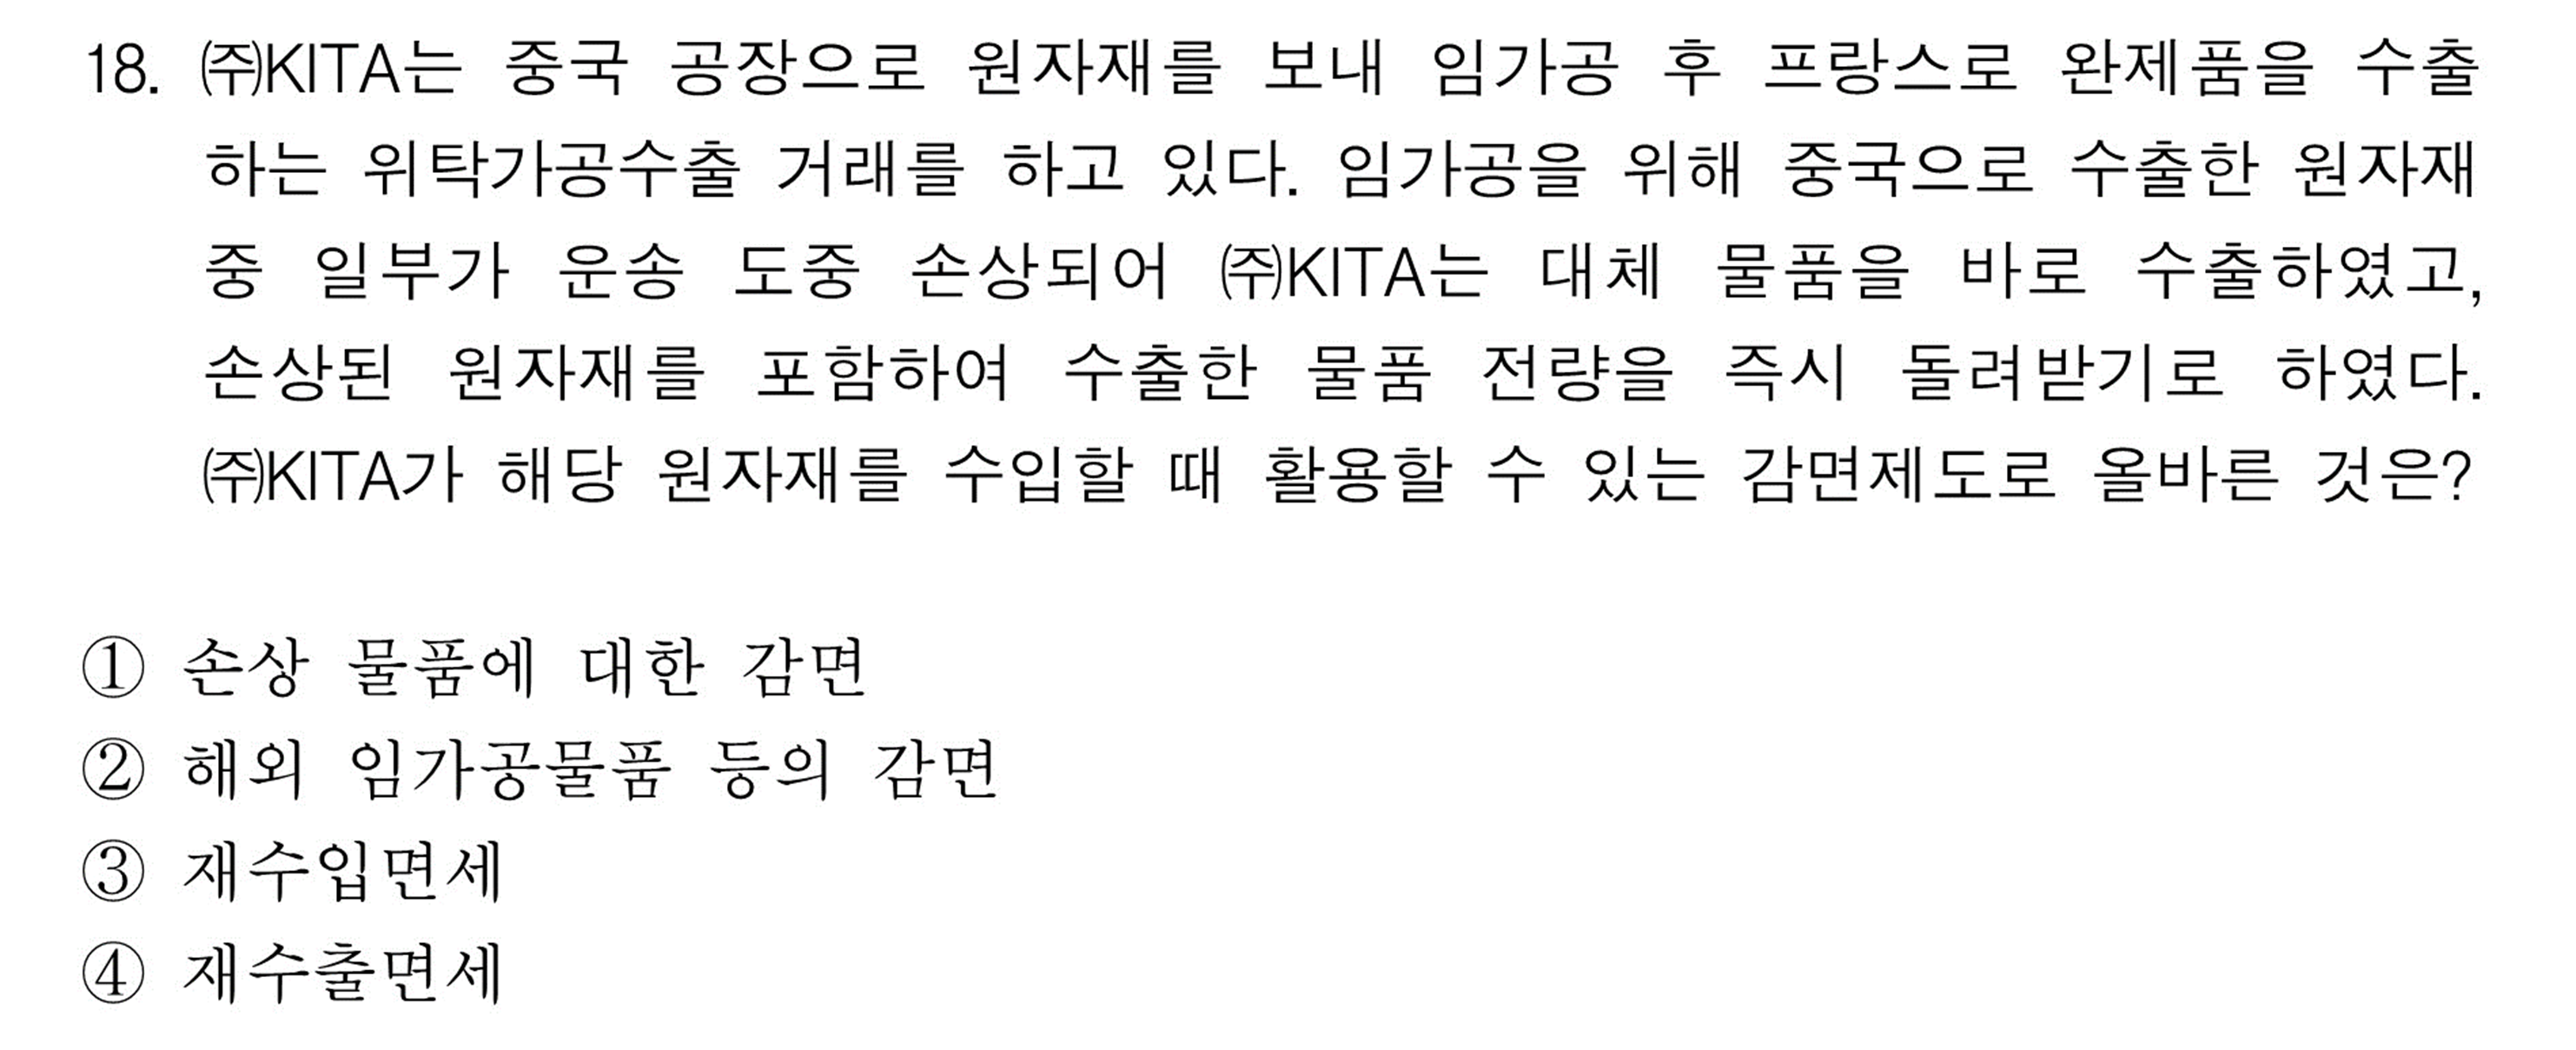 18. ㈜KITA는 중국 공장으로 원자재를 보내 임가공 후 프랑스로 완제품을 수출
하는 위탁가공수출 거래를 하고 있다. 임가공을 위해 중국으로 수출한 원자재
중 일부가 운송 도중 손상되어 ㈜KITA는 대체 물품을 바로 수출하였고,
손상된 원자재를 포함하여 수출한 물품 전량을 즉시 돌려받기로 하였다.
㈜KITA가 해당 원자재를 수입할 때 활용할 수 있는 감면제도로 올바른 것은?
① 손상 물품에 대한 감면
② 해외 임가공물품 등의 감면
③ 재수입면세
④ 재수출면세